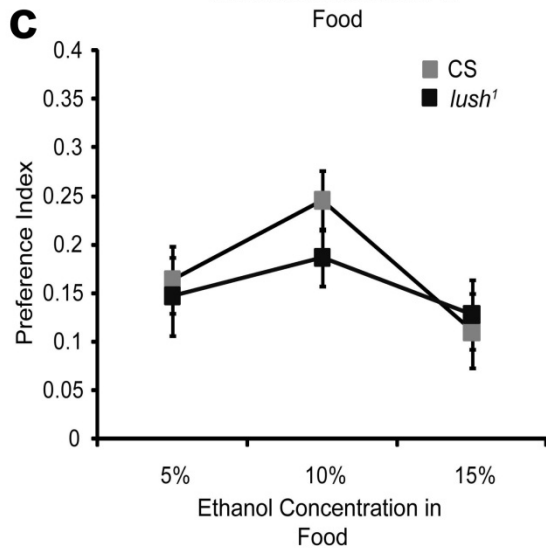 C
Food
0.4
0.35
0.3
0.25
0.2
0.15
0.1
0.05
0
Preference Index
CS
lush¹
5% 10% 15%
Ethanol Concentration in
Food